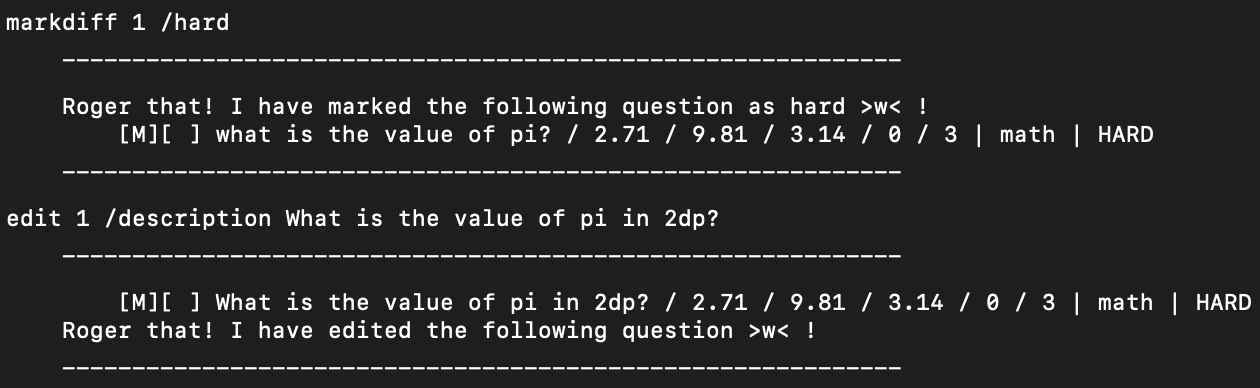 markdiff 1 /hard
____________________________________________________________
Roger that! I have marked the following question as hard >w< !
[M][ ] what is the value of pi? / 2.71 / 9.81 / 3.14 / 0 / 3 | math | HARD
____________________________________________________________
edit 1 /description What is the value of pi in 2dp?
____________________________________________________________
[M][ ] What is the value of pi in 2dp? / 2.71 / 9.81 / 3.14 / 0 / 3 | math | HARD
Roger that! I have edited the following question >w< !
____________________________________________________________